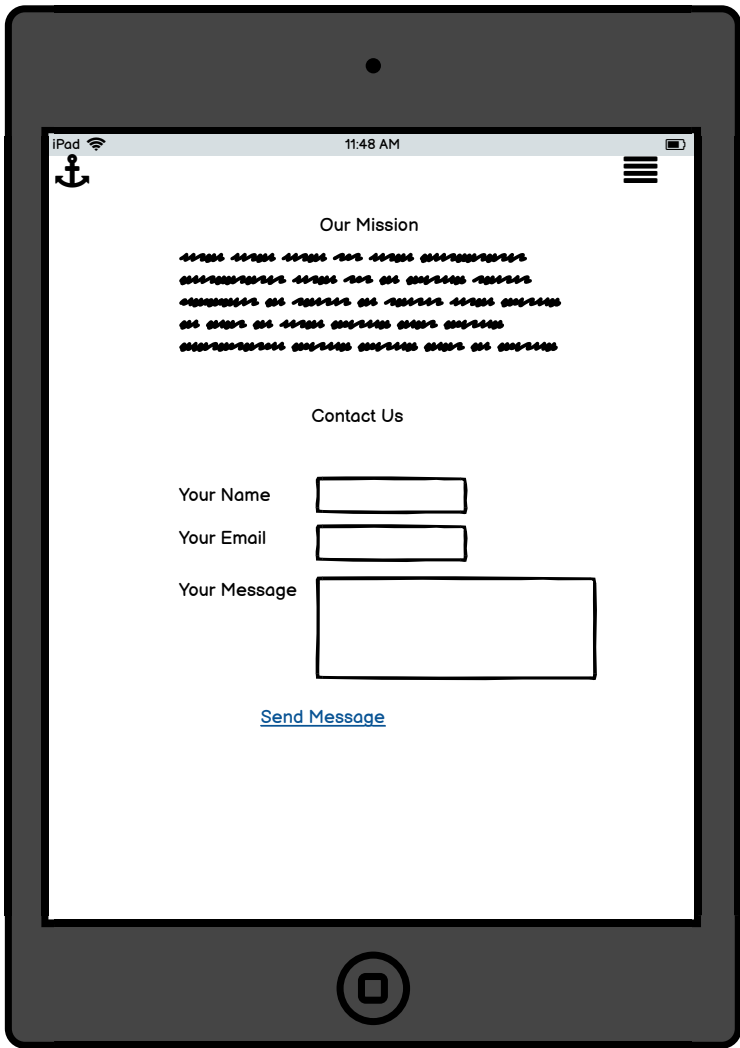 iPad 11:48 AM
Our Mission
Contact Us
Your Name
Your Email
Your Message
Send Message